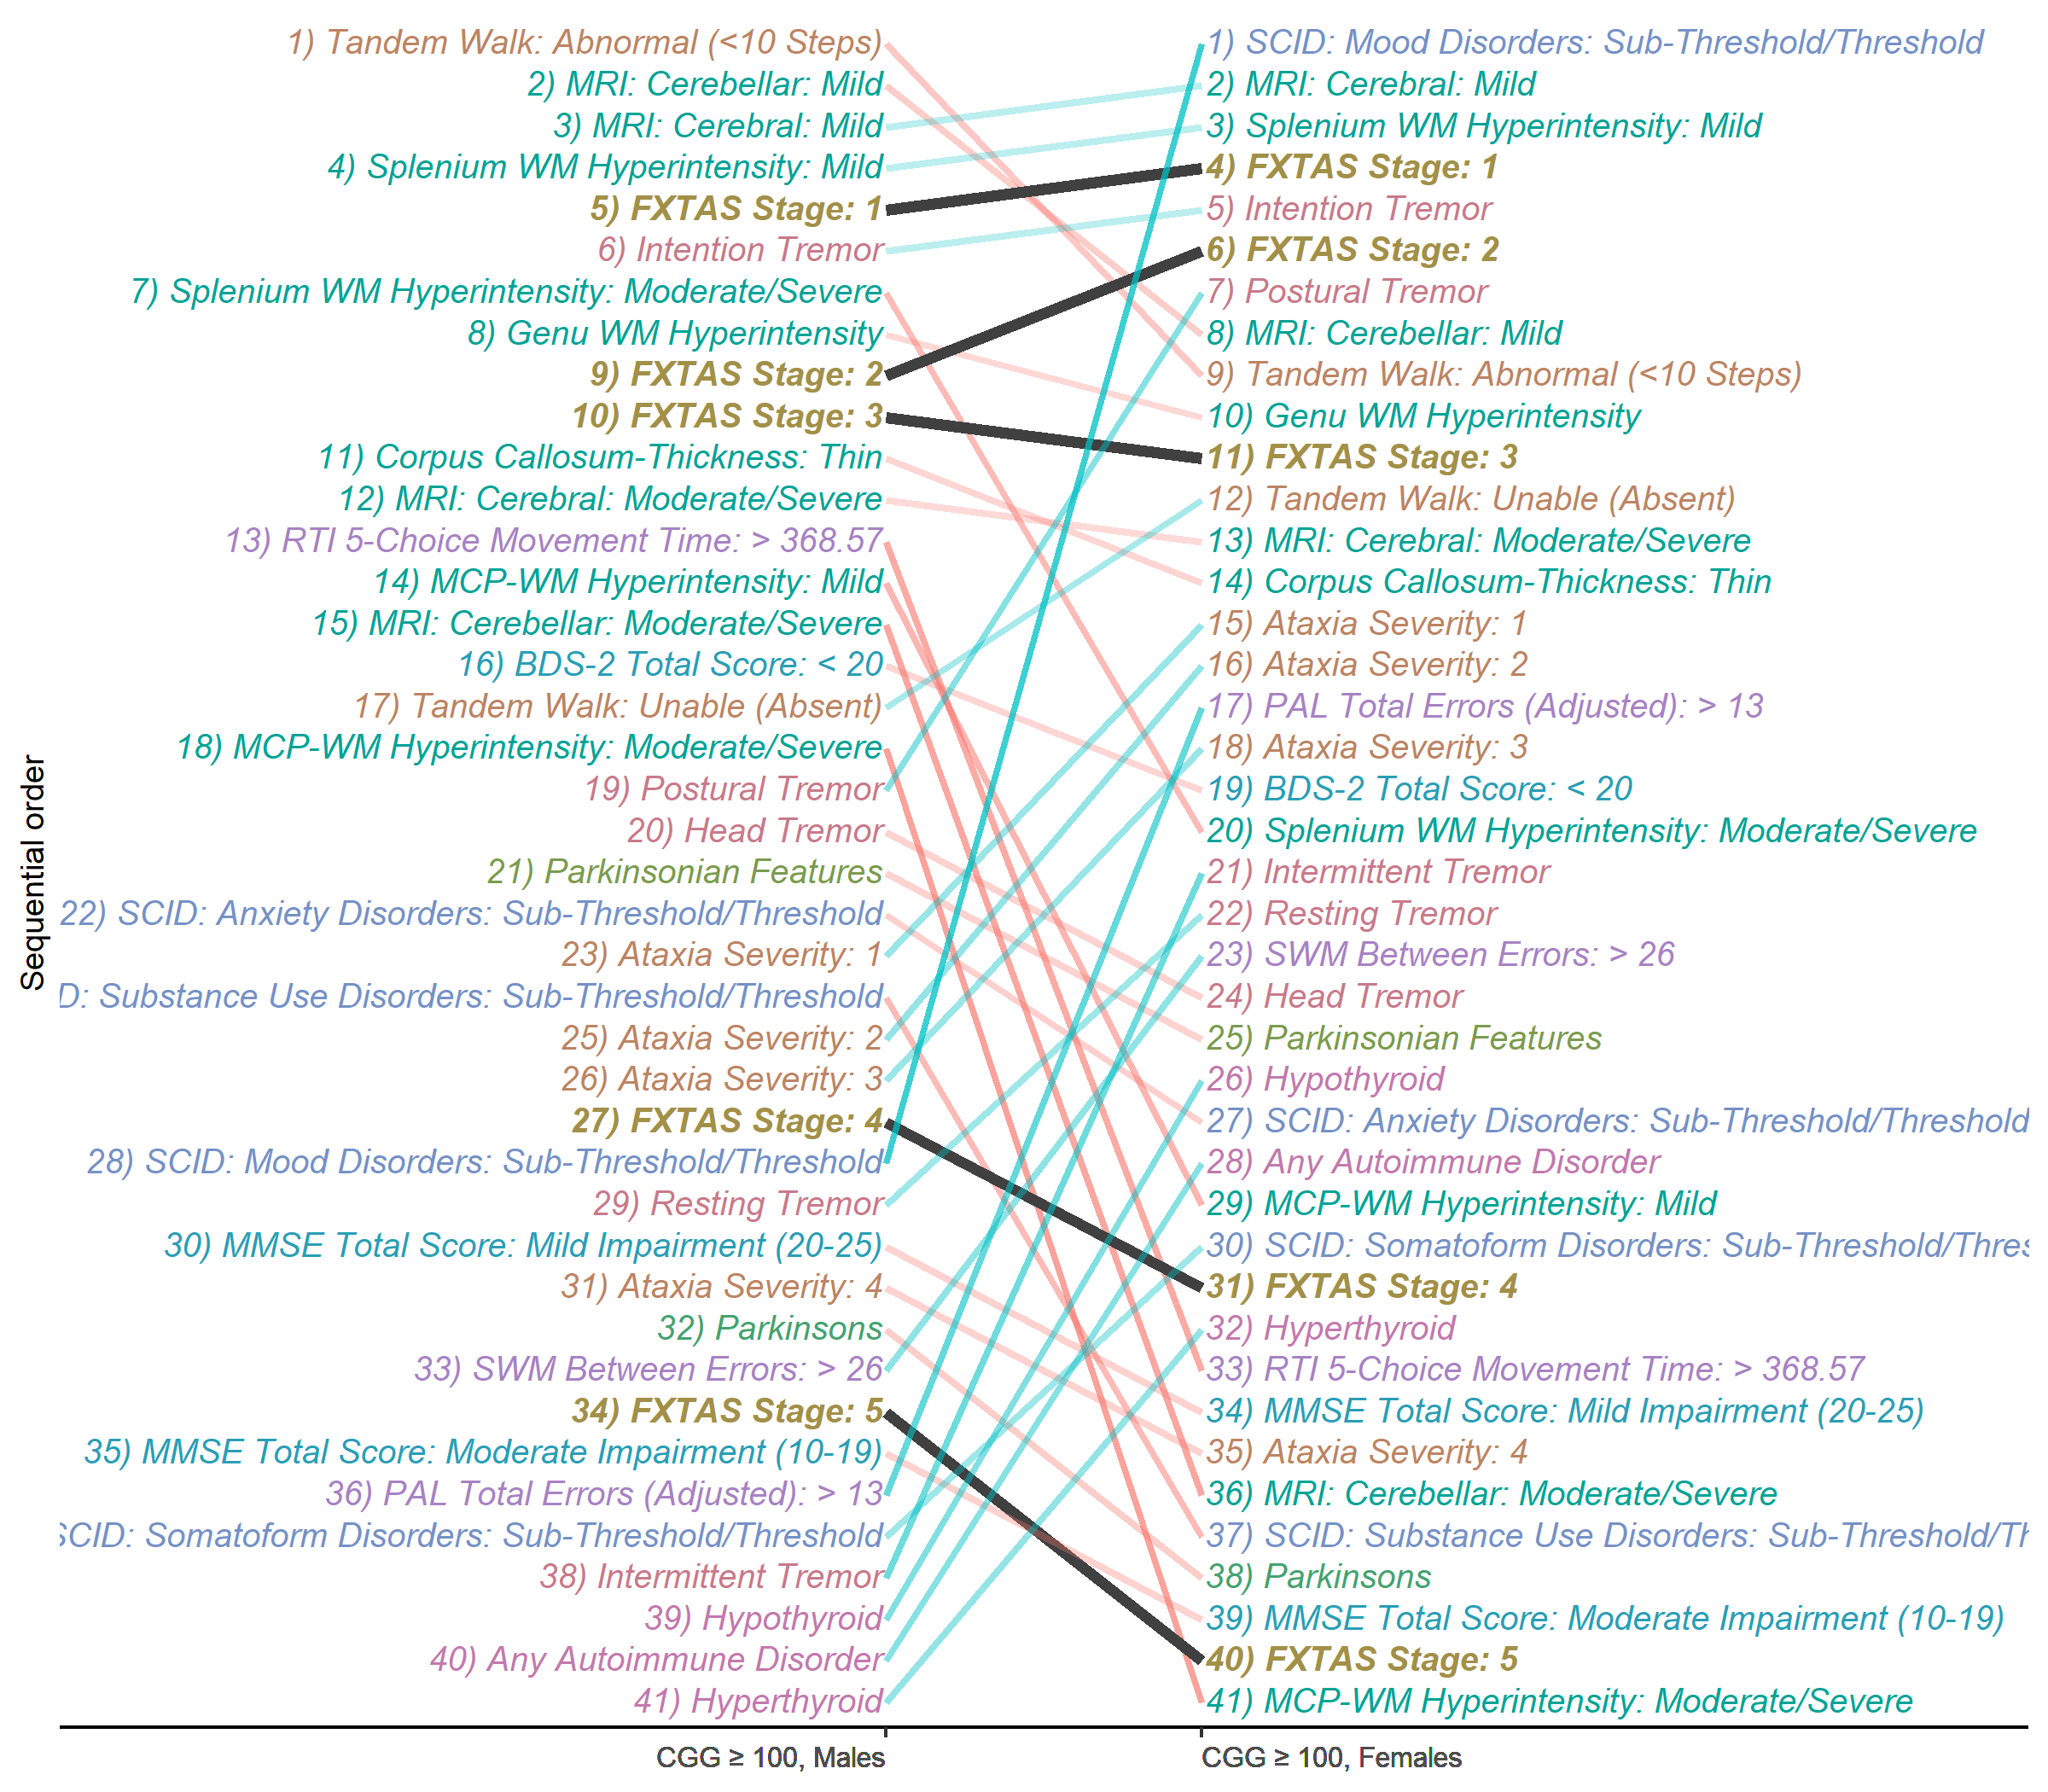 Sequential order
1) Tandem Walk: Abnormal (<10 Steps)
2) MRI: Cerebellar: Mild
3) MRI: Cerebral: Mild
4) Splenium WM Hyperintensity: Mild
5) FXTAS Stage: 1
6) Intention Tremor
7) Splenium WM Hyperintensity: Moderate/Severe
8) Genu WM Hyperintensity
9) FXTAS Stage: 2
10) FXTAS Stage: 3
11) Corpus Callosum-Thickness: Thin
12) MRI: Cerebral: Moderate/Severe
13) RTI 5-Choice Movement Time: > 368.57
14) MCP-WM Hyperintensity: Mild
15) MRI: Cerebellar: Moderate/Severe
16) BDS-2 Total Score: < 20
17) Tandem Walk: Unable (Absent)
18) MCP-WM Hyperintensity: Moderate/Severe
19) Postural Tremor
20) Head Tremor
21) Parkinsonian Features
22) SCID: Anxiety Disorders: Sub-Threshold/Threshold
23) Ataxia Severity: 1
D: Substance Use Disorders: Sub-Threshold/Threshold
25) Ataxia Severity: 2
26) Ataxia Severity: 3
27) FXTAS Stage: 4
28) SCID: Mood Disorders: Sub-Threshold/Threshold
29) Resting Tremor
30) MMSE Total Score: Mild Impairment (20-25)
31) Ataxia Severity: 4
32) Parkinsons
33) SWM Between Errors: > 26
34) FXTAS Stage: 5
35) MMSE Total Score: Moderate Impairment (10-19)
36) PAL Total Errors (Adjusted): > 13
SCID: Somatoform Disorders: Sub-Threshold/Threshold
38) Intermittent Tremor
39) Hypothyroid
40) Any Autoimmune Disorder
41) Hyperthyroid
CGG ≥ 100, Males
1) SCID: Mood Disorders: Sub-Threshold/Threshold
2) MRI: Cerebral: Mild
3) Splenium WM Hyperintensity: Mild
4) FXTAS Stage: 1
5) Intention Tremor
6) FXTAS Stage: 2
7) Postural Tremor
8) MRI: Cerebellar: Mild
9) Tandem Walk: Abnormal (<10 Steps)
10) Genu WM Hyperintensity
11) FXTAS Stage: 3
12) Tandem Walk: Unable (Absent)
13) MRI: Cerebral: Moderate/Severe
14) Corpus Callosum-Thickness: Thin
15) Ataxia Severity: 1
16) Ataxia Severity: 2
17) PAL Total Errors (Adjusted): > 13
18) Ataxia Severity: 3
19) BDS-2 Total Score: < 20
20) Splenium WM Hyperintensity: Moderate/Severe
21) Intermittent Tremor
22) Resting Tremor
23) SWM Between Errors: > 26
24) Head Tremor
25) Parkinsonian Features
26) Hypothyroid
27) SCID: Anxiety Disorders: Sub-Threshold/Threshold
28) Any Autoimmune Disorder
29) MCP-WM Hyperintensity: Mild
30) SCID: Somatoform Disorders: Sub-Threshold/Thres
31) FXTAS Stage: 4
32) Hyperthyroid
33) RTI 5-Choice Movement Time: > 368.57
34) MMSE Total Score: Mild Impairment (20-25)
35) Ataxia Severity: 4
36) MRI: Cerebellar: Moderate/Severe
37) SCID: Substance Use Disorders: Sub-Threshold/Th
38) Parkinsons
39) MMSE Total Score: Moderate Impairment (10-19)
40) FXTAS Stage: 5
41) MCP-WM Hyperintensity: Moderate/Severe
CGG ≥ 100, Females